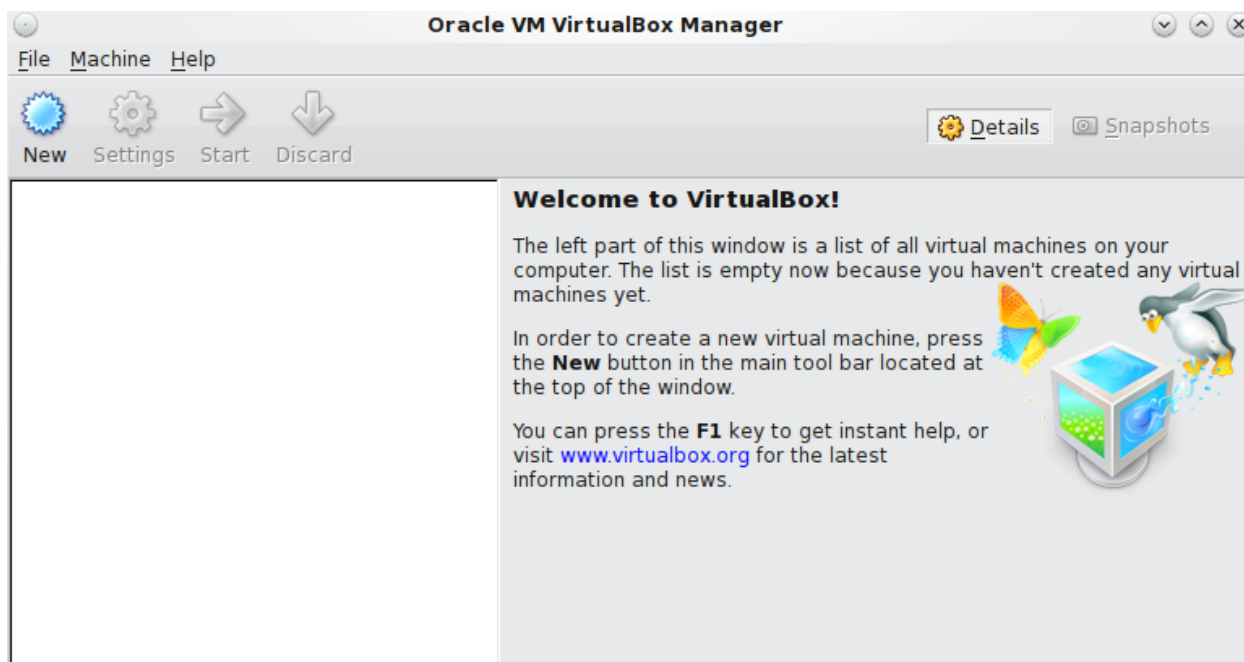 Oracle VM VirtualBox Manager
File Machine Help
New Settings Start Discard
Details Snapshots
Welcome to VirtualBox!
The left part of this window is a list of all virtual machines on your
computer. The list is empty now because you haven't created any virtual
machines yet.
In order to create a new virtual machine, press
the New button in the main tool bar located at
the top of the window.
You can press the F1 key to get instant help, or
visit www.virtualbox.org for the latest
information and news.